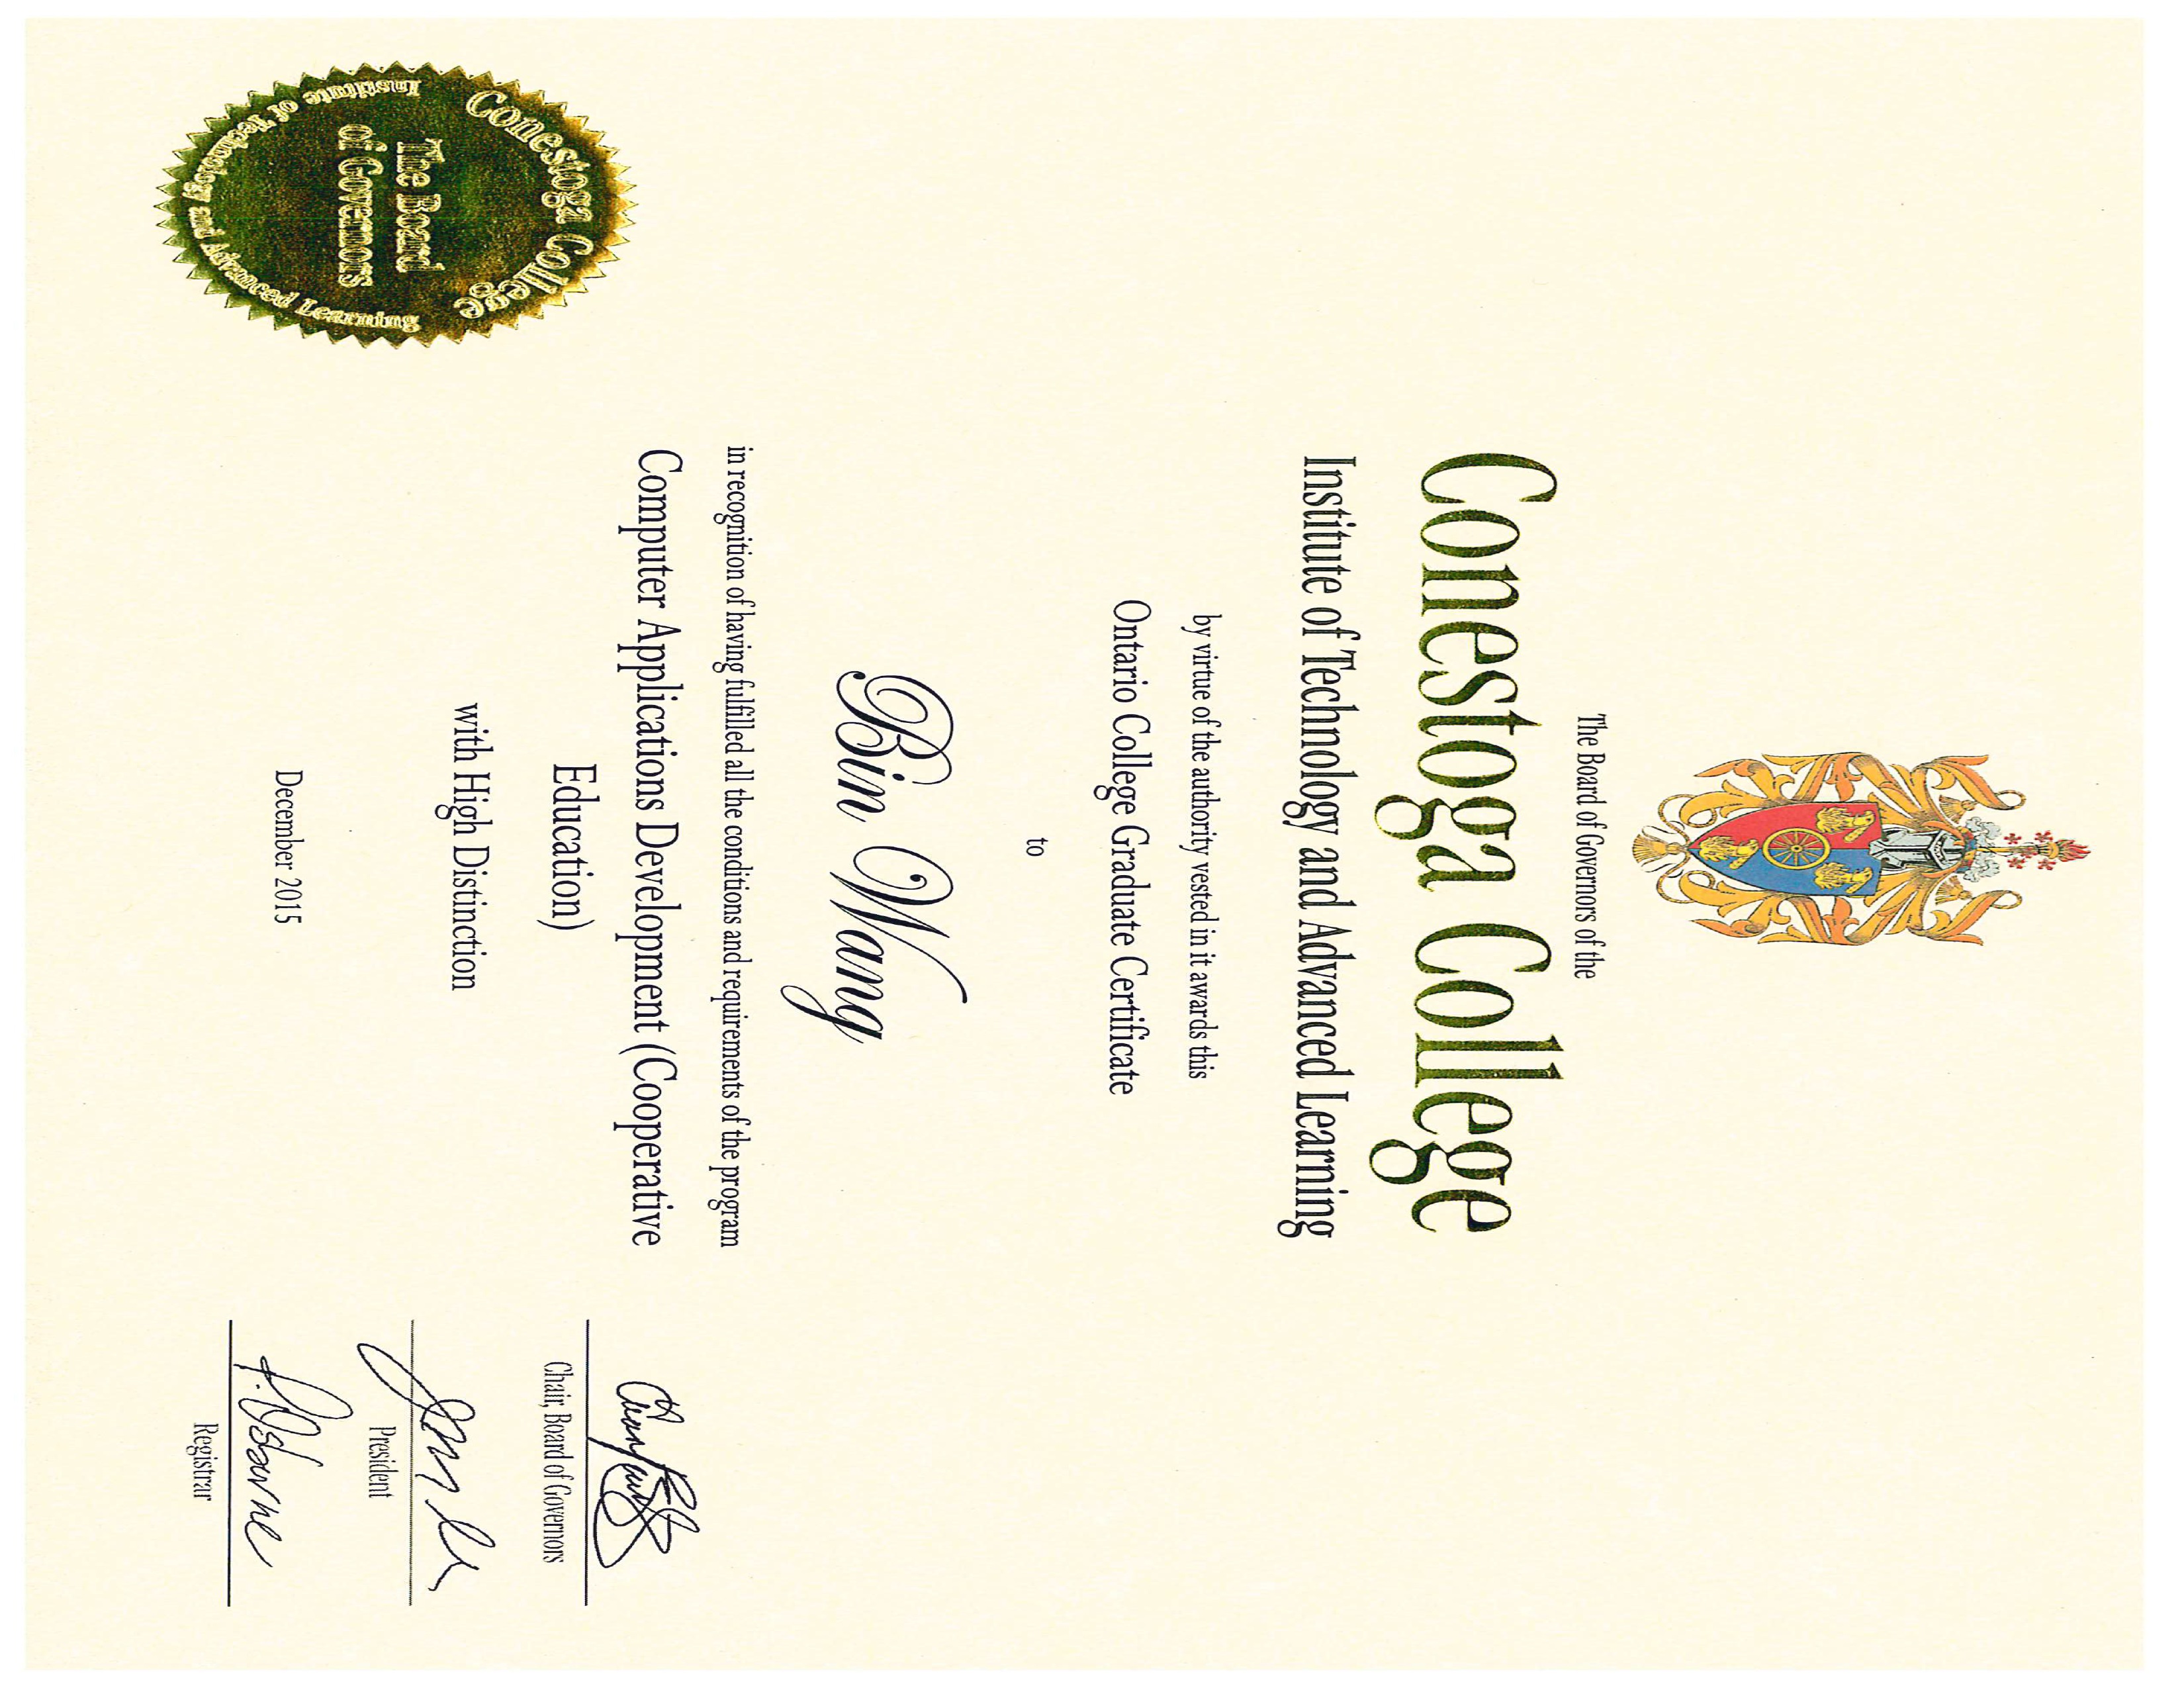 The Board of Governors of the
Conestoga College
Institute of Technology and Advanced Learning
by virtue of the authority vested in it awards this
Ontario College Graduate Certificate
to
Bin Wang
in recognition of having fulfilled all the conditions and requirements of the program
Computer Applications Development (Cooperative
Education)
with High Distinction
December 2015
Conestoga College
The Board
of Governors
Institute of Technology and Advanced Learning
Chair, Board of Governors
President
Registrar